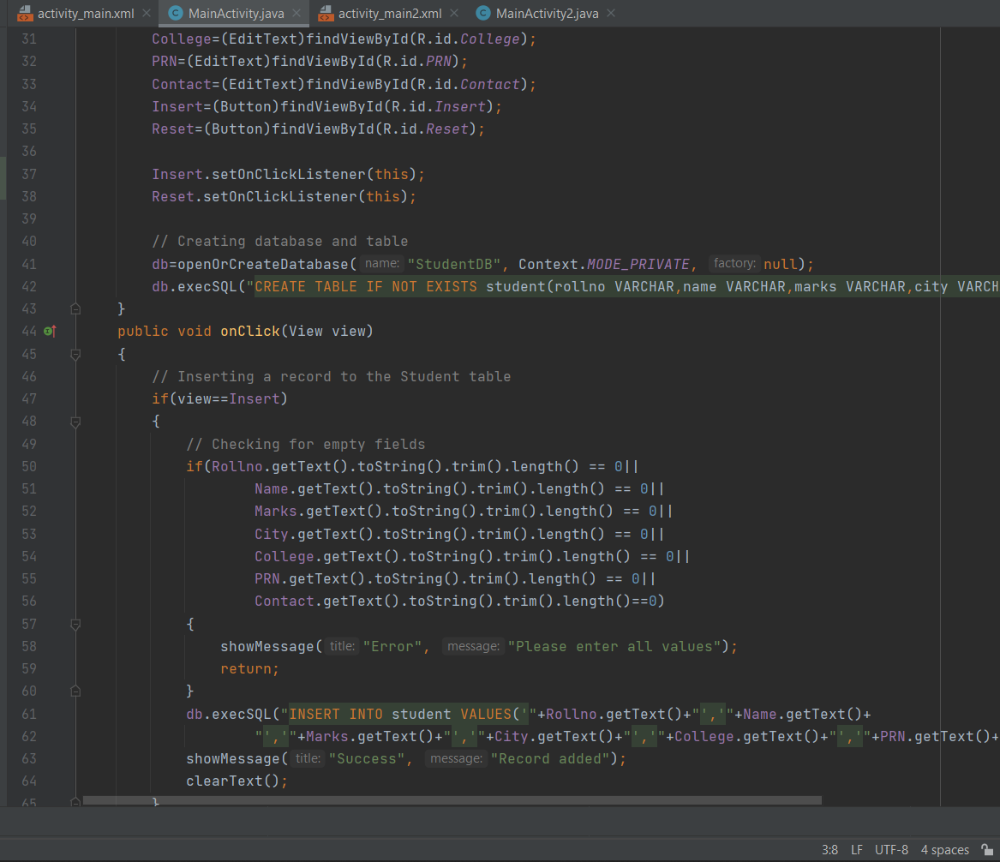 activity_main.xml MainActivity.java activity_main2.xml MainActivity2.java
31 College=(EditText)findViewById(R.id.College);
32 PRN=(EditText)findViewById(R.id.PRN);
33 Contact=(EditText)findViewById(R.id.Contact);
34 Insert=(Button)findViewById(R.id.Insert);
35 Reset=(Button)findViewById(R.id.Reset);
36
37 Insert.setOnClickListener(this);
38 Reset.setOnClickListener(this);
39
40 // Creating database and table
41 db=openOrCreateDatabase( name: "StudentDB", Context.MODE_PRIVATE, factory: null);
42 db.execSQL("CREATE TABLE IF NOT EXISTS student(rollno VARCHAR,name VARCHAR,marks VARCHAR,city VARCH
43 }
44 public void onClick(View view)
45 {
46 // Inserting a record to the Student table
47 if(view==Insert)
48 {
49 // Checking for empty fields
50 if(Rollno.getText().toString().trim().length() == 0||
51 Name.getText().toString().trim().length() == 0||
52 Marks.getText().toString().trim().length() == 0||
53 City.getText().toString().trim().length() == 0||
54 College.getText().toString().trim().length() == 0||
55 PRN.getText().toString().trim().length() == 0||
56 Contact.getText().toString().trim().length()==0)
57 {
58 showMessage( title: "Error", message: "Please enter all values");
59 return;
60 }
61 db.execSQL("INSERT INTO student VALUES('"+Rollno.getText()+"','"+Name.getText()+
62 "','"+Marks.getText()+"','"+City.getText()+"','"+College.getText()+"','"+PRN.getText()+
63 showMessage( title: "Success", message: "Record added");
64 clearText();
65 }
3:8 LF UTF-8 4 spaces